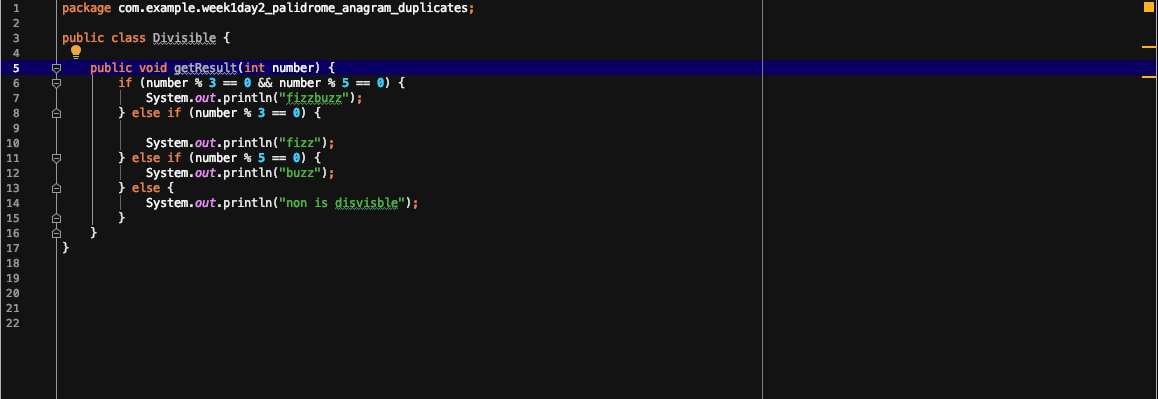 1 package com.example.week1day2_palidrome_anagram_duplicates;
2
3 public class Divisible {
4
5     public void getResult(int number) {
6         if (number % 3 == 0 && number % 5 == 0) {
7             System.out.println("fizzbuzz");
8         } else if (number % 3 == 0) {
9
10             System.out.println("fizz");
11         } else if (number % 5 == 0) {
12             System.out.println("buzz");
13         } else {
14             System.out.println("non is disvisble");
15         }
16     }
17 }
18
19
20
21
22